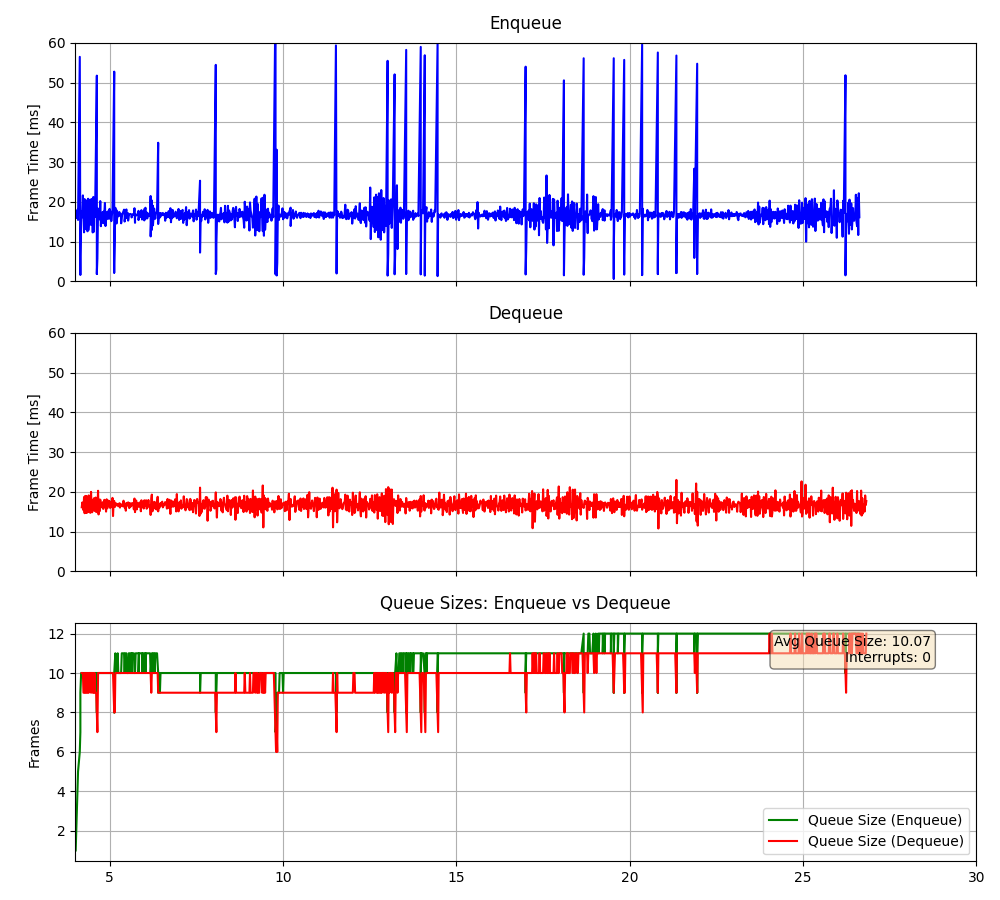 Enqueue
Frame Time [ms]
60
50
40
30
20
10
0
Dequeue
Frame Time [ms]
60
50
40
30
20
10
0
Queue Sizes: Enqueue vs Dequeue
Frames
12
10
8
6
4
2
Avg Queue Size: 10.07
Interrupts: 0
Queue Size (Enqueue)
Queue Size (Dequeue)
5 10 15 20 25 30